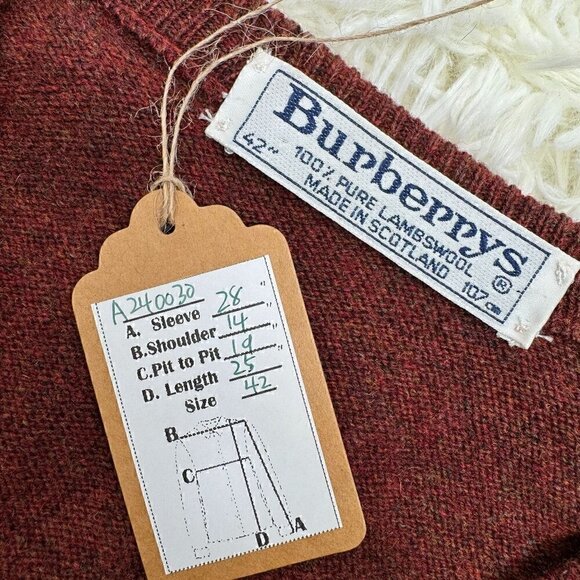 Burberrys®
42" 100% PURE LAMBSWOOL 107cm
MADE IN SCOTLAND
A240030
A. Sleeve 28"
B.Shoulder 14"
C.Pit to Pit 19"
D. Length 25"
Size 42
B
C
D
A